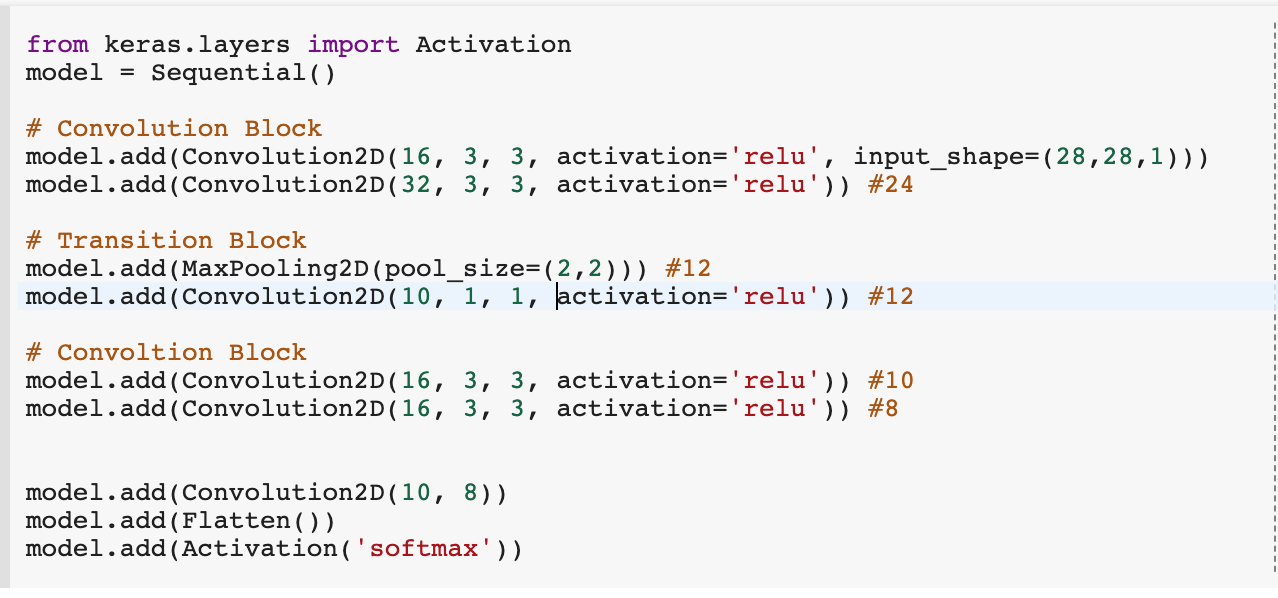 from keras.layers import Activation
model = Sequential()
# Convolution Block
model.add(Convolution2D(16, 3, 3, activation='relu', input_shape=(28,28,1)))
model.add(Convolution2D(32, 3, 3, activation='relu')) #24
# Transition Block
model.add(MaxPooling2D(pool_size=(2,2))) #12
model.add(Convolution2D(10, 1, 1, activation='relu')) #12
# Convoltion Block
model.add(Convolution2D(16, 3, 3, activation='relu')) #10
model.add(Convolution2D(16, 3, 3, activation='relu')) #8
model.add(Convolution2D(10, 8))
model.add(Flatten())
model.add(Activation('softmax'))